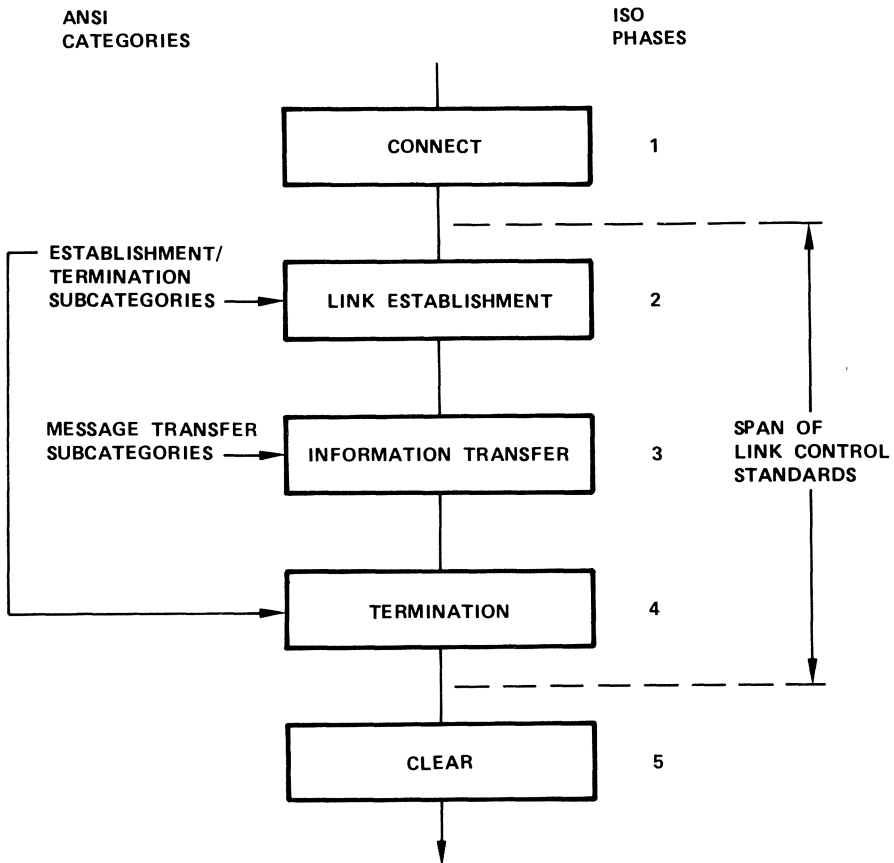 ANSI
CATEGORIES
ISO
PHASES
CONNECT
1
ESTABLISHMENT/
TERMINATION
SUBCATEGORIES
LINK ESTABLISHMENT
2
MESSAGE TRANSFER
SUBCATEGORIES
INFORMATION TRANSFER
3
SPAN OF
LINK CONTROL
STANDARDS
TERMINATION
4
CLEAR
5